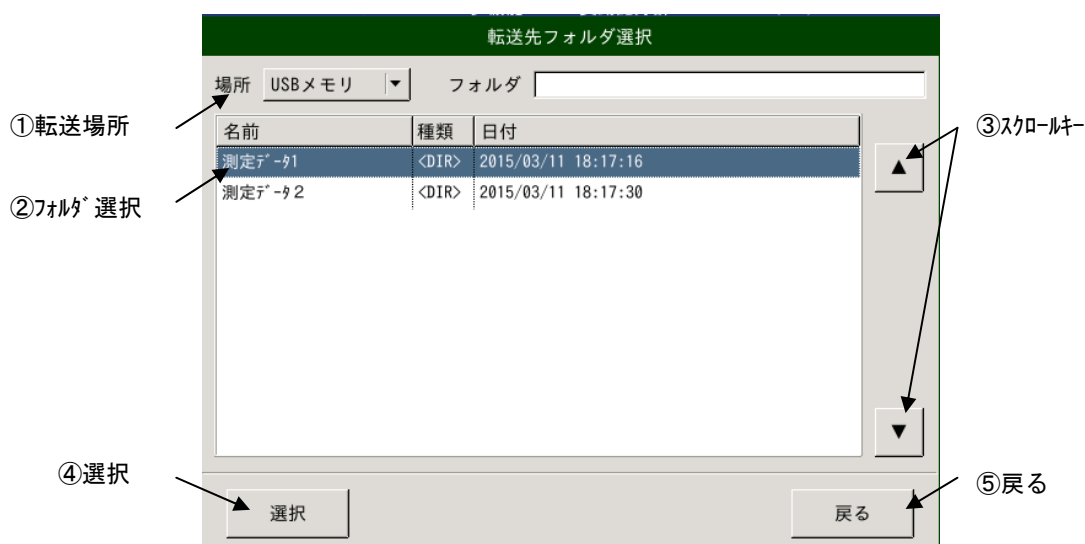 転送先フォルダ選択
場所 USBメモリ ▼ フォルダ
①転送場所
③ｽｸﾛｰﾙｷｰ
名前 種類 日付
測定ﾃﾞｰﾀ1 <DIR> 2015/03/11 18:17:16
▲
測定ﾃﾞｰﾀ２ <DIR> 2015/03/11 18:17:30
②ﾌｫﾙﾀﾞ選択
▼
④選択
⑤戻る
選択
戻る